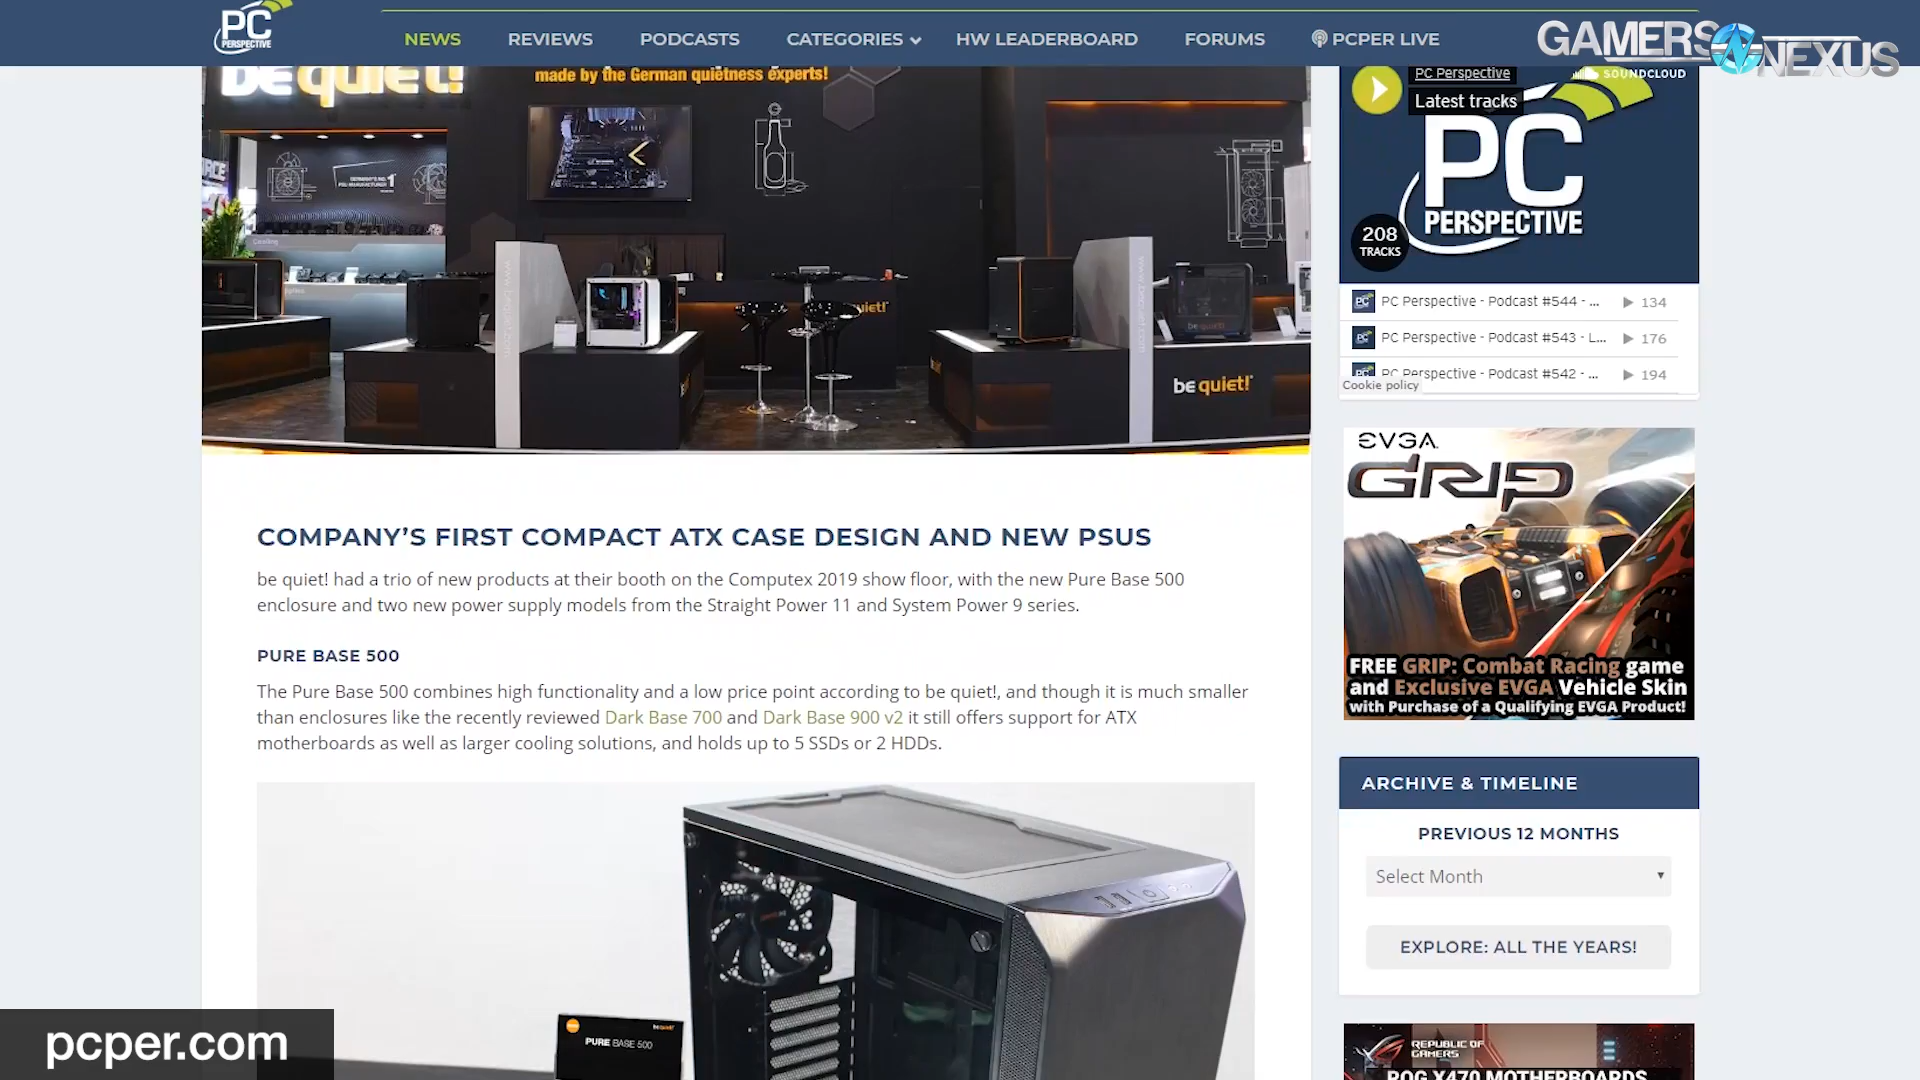 PC
PERSPECTIVE
NEWS
REVIEWS
PODCASTS
CATEGORIES
HW LEADERBOARD
FORUMS
PCPER LIVE
GAMERS NEXUS
be quiet!
made by the German quietness experts!
be quiet!
PC Perspective
SOUNDCLOUD
Latest tracks
PC
PERSPECTIVE
208
TRACKS
PC Perspective - Podcast #544 - ... 134
PC Perspective - Podcast #543 - L... 176
PC Perspective - Podcast #542 - ... 194
Cookie policy
EVGA
GRIP
FREE GRIP: Combat Racing game
and Exclusive EVGA Vehicle Skin
with Purchase of a Qualifying EVGA Product!
COMPANY’S FIRST COMPACT ATX CASE DESIGN AND NEW PSUS
be quiet! had a trio of new products at their booth on the Computex 2019 show floor, with the new Pure Base 500
enclosure and two new power supply models from the Straight Power 11 and System Power 9 series.
PURE BASE 500
The Pure Base 500 combines high functionality and a low price point according to be quiet!, and though it is much smaller
than enclosures like the recently reviewed Dark Base 700 and Dark Base 900 v2 it still offers support for ATX
motherboards as well as larger cooling solutions, and holds up to 5 SSDs or 2 HDDs.
be quiet!
PURE BASE 500
ARCHIVE & TIMELINE
PREVIOUS 12 MONTHS
Select Month
EXPLORE: ALL THE YEARS!
REPUBLIC OF
GAMERS
ROG X470 MOTHERBOARDS
pcper.com